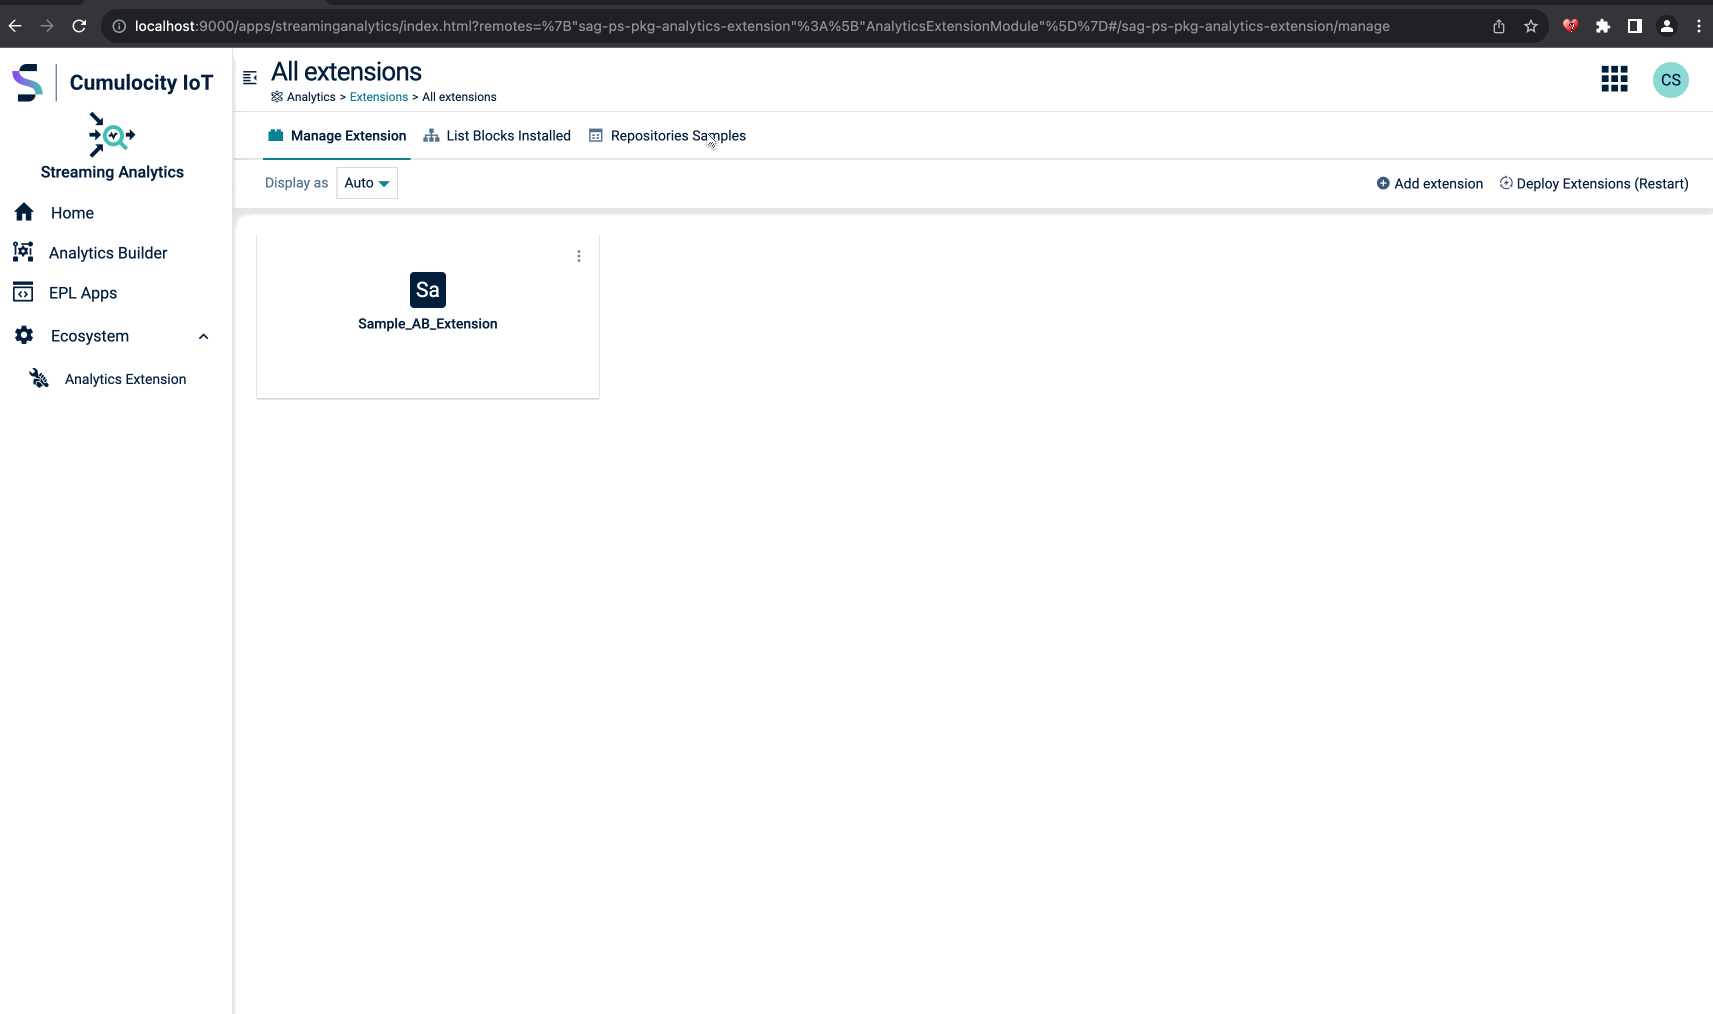 localhost:9000/apps/streaminganalytics/index.html?remotes=%7B"sag-ps-pkg-analytics-extension"%3A%5B"AnalyticsExtensionModule"%5D%7D#/sag-ps-pkg-analytics-extension/manage
Cumulocity IoT
All extensions
CS
Analytics > Extensions > All extensions
Manage Extension List Blocks Installed Repositories Samples
Streaming Analytics
Display as Auto Add extension Deploy Extensions (Restart)
Home
Analytics Builder
EPL Apps
Ecosystem
Analytics Extension
Sa
Sample_AB_Extension